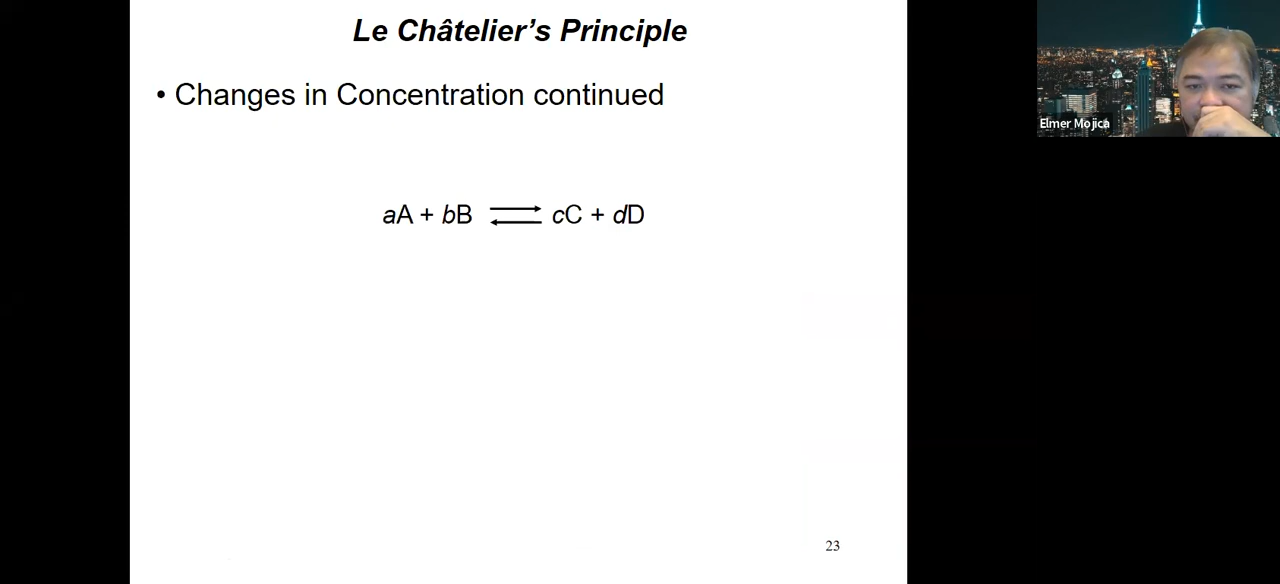 Le Châtelier’s Principle
• Changes in Concentration continued
aA + bB ⇌ cC + dD
23
Elmer Mojica